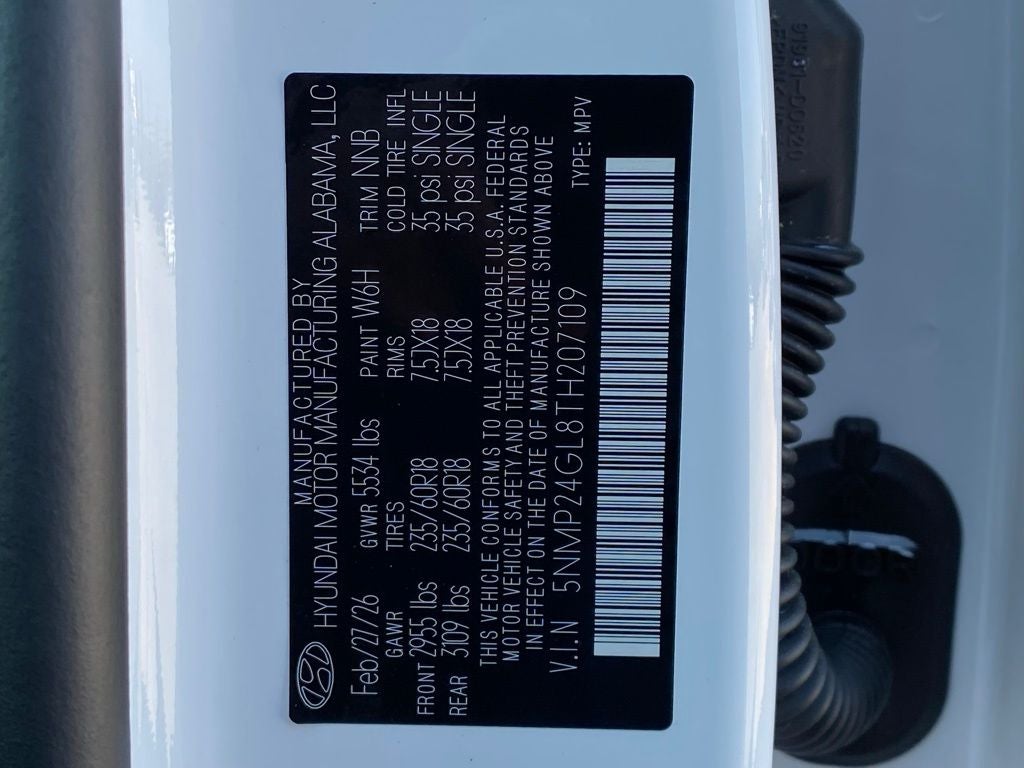 MANUFACTURED BY
HYUNDAI MOTOR MANUFACTURING ALABAMA, LLC
Feb/27/26 GVWR 5534 lbs PAINT W6H TRIM NNB
GAWR TIRES RIMS COLD TIRE INFL
FRONT 2955 lbs 235/60R18 7.5JX18 35 psi SINGLE
REAR 3109 lbs 235/60R18 7.5JX18 35 psi SINGLE
THIS VEHICLE CONFORMS TO ALL APPLICABLE U.S.A. FEDERAL
MOTOR VEHICLE SAFETY AND THEFT PREVENTION STANDARDS
IN EFFECT ON THE DATE OF MANUFACTURE SHOWN ABOVE
V.I.N 5NMP24GL8TH207109 TYPE: MPV